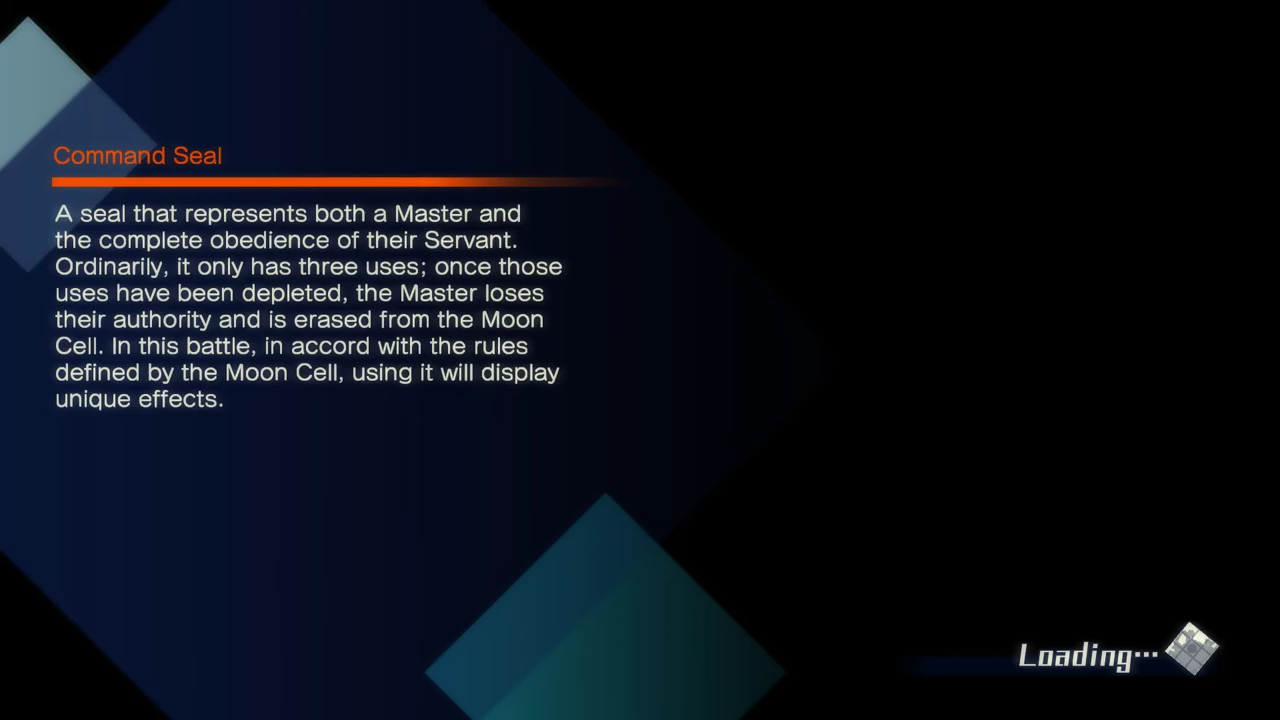 Command Seal
A seal that represents both a Master and
the complete obedience of their Servant.
Ordinarily, it only has three uses; once those
uses have been depleted, the Master loses
their authority and is erased from the Moon
Cell. In this battle, in accord with the rules
defined by the Moon Cell, using it will display
unique effects.
Loading...